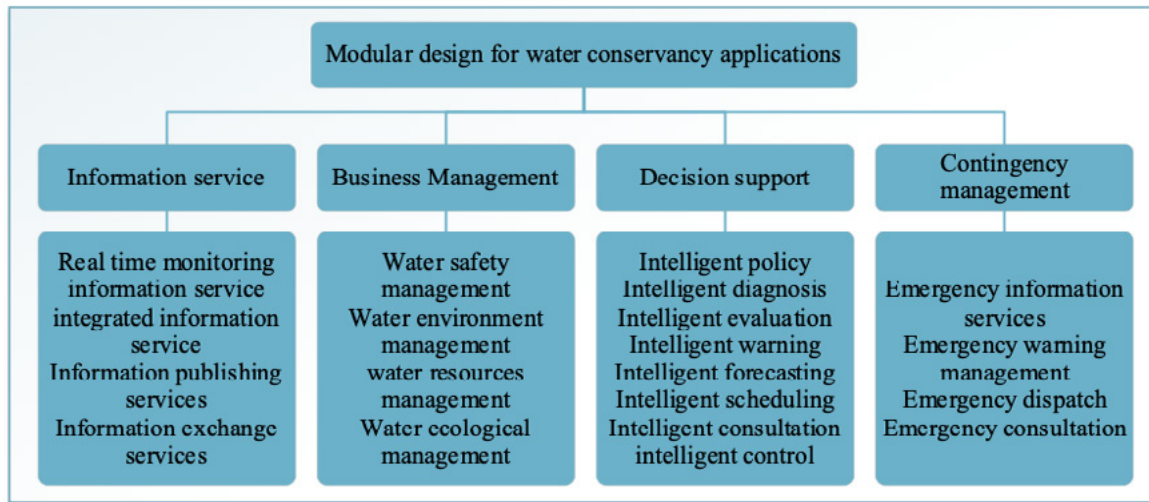 Modular design for water conservancy applications
Information service
Business Management
Decision support
Contingency
management
Real time monitoring
information service
integrated information
service
Information publishing
services
Information exchange
services
Water safety
management
Water environment
management
water resources
management
Water ecological
management
Intelligent policy
Intelligent diagnosis
Intelligent evaluation
Intelligent warning
Intelligent forecasting
Intelligent scheduling
Intelligent consultation
intelligent control
Emergency information
services
Emergency warning
management
Emergency dispatch
Emergency consultation